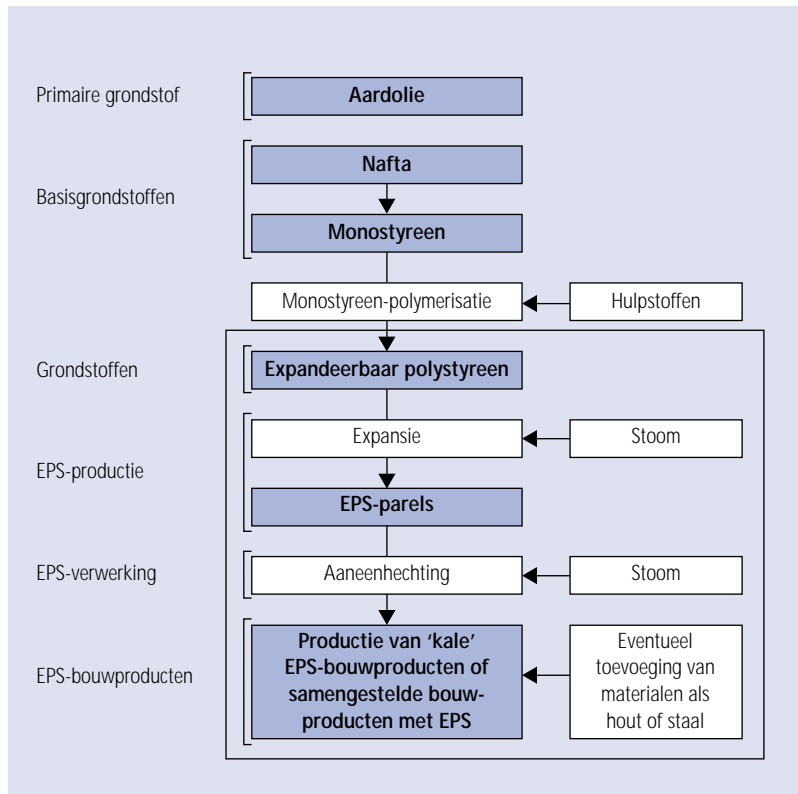 Primaire grondstof
Aardolie
Basisgrondstoffen
Nafta
Monostyreen
Monostyreen-polymerisatie
Hulpstoffen
Grondstoffen
Expandeerbaar polystyreen
EPS-productie
Expansie
Stoom
EPS-parels
EPS-verwerking
Aaneenhechting
Stoom
EPS-bouwproducten
Productie van ‘kale’
EPS-bouwproducten of
samengestelde bouw-
producten met EPS
Eventueel
toevoeging van
materialen als
hout of staal